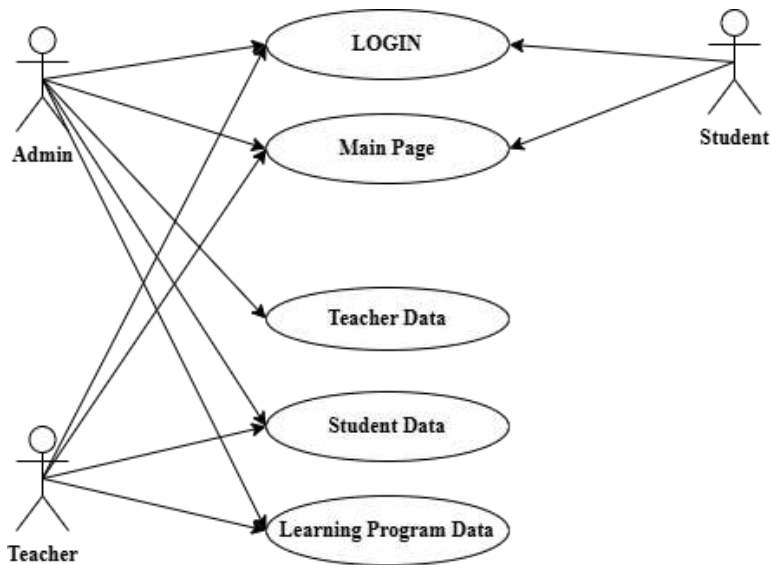 LOGIN
Admin
Main Page
Student
Teacher Data
Student Data
Learning Program Data
Teacher